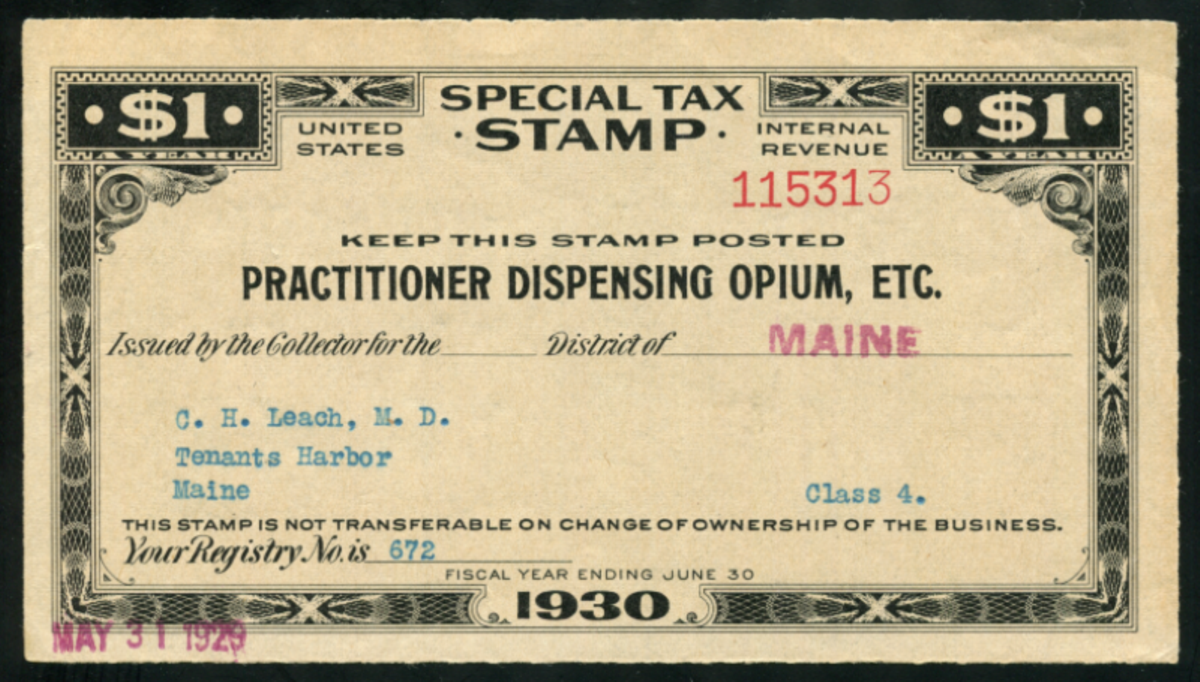 $1
A YEAR
UNITED STATES
SPECIAL TAX
STAMP
INTERNAL REVENUE
$1
A YEAR
115313
KEEP THIS STAMP POSTED
PRACTITIONER DISPENSING OPIUM, ETC.
Issued by the Collector for the District of MAINE
C. H. Leach, M. D.
Tenants Harbor
Maine
Class 4.
THIS STAMP IS NOT TRANSFERABLE ON CHANGE OF OWNERSHIP OF THE BUSINESS.
Your Registry No. is 672
FISCAL YEAR ENDING JUNE 30
1930
MAY 31 1929